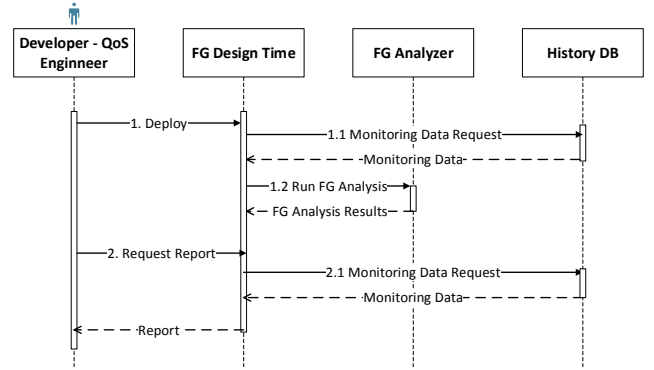 Developer - QoS
Enginneer
FG Design Time
FG Analyzer
History DB
1. Deploy
1.1 Monitoring Data Request
Monitoring Data
1.2 Run FG Analysis
FG Analysis Results
2. Request Report
2.1 Monitoring Data Request
Monitoring Data
Report